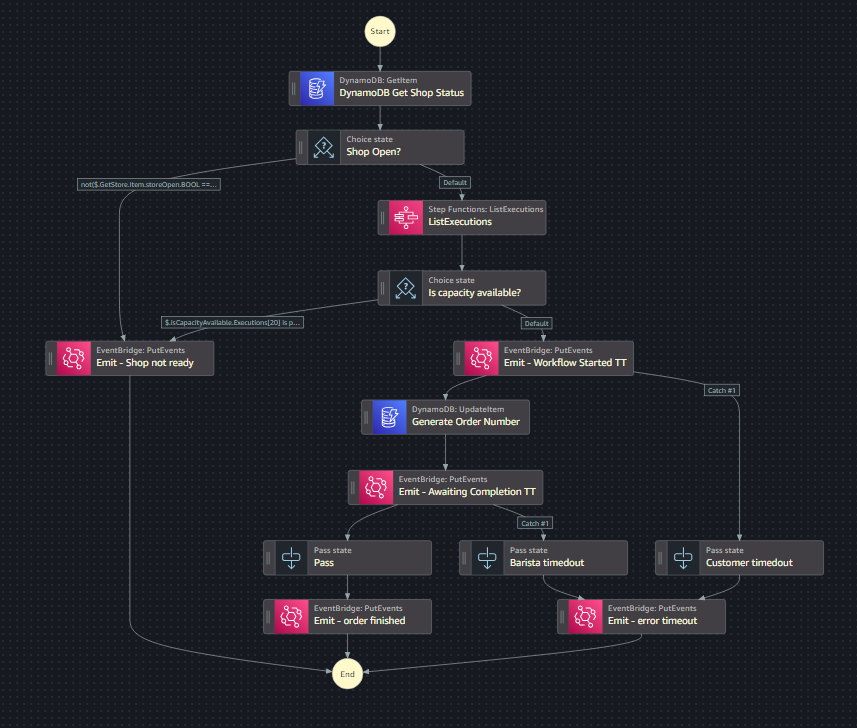 Start
DynamoDB: GetItem
DynamoDB Get Shop Status
Choice state
Shop Open?
not($.GetStore.Item.storeOpen.BOOL ==...
Default
Step Functions: ListExecutions
ListExecutions
Choice state
Is capacity available?
$.IsCapacityAvailable.Executions[20] is p...
Default
EventBridge: PutEvents
Emit - Shop not ready
EventBridge: PutEvents
Emit - Workflow Started TT
Catch #1
DynamoDB: UpdateItem
Generate Order Number
EventBridge: PutEvents
Emit - Awaiting Completion TT
Catch #1
Pass state
Pass
Pass state
Barista timedout
Pass state
Customer timedout
EventBridge: PutEvents
Emit - order finished
EventBridge: PutEvents
Emit - error timeout
End